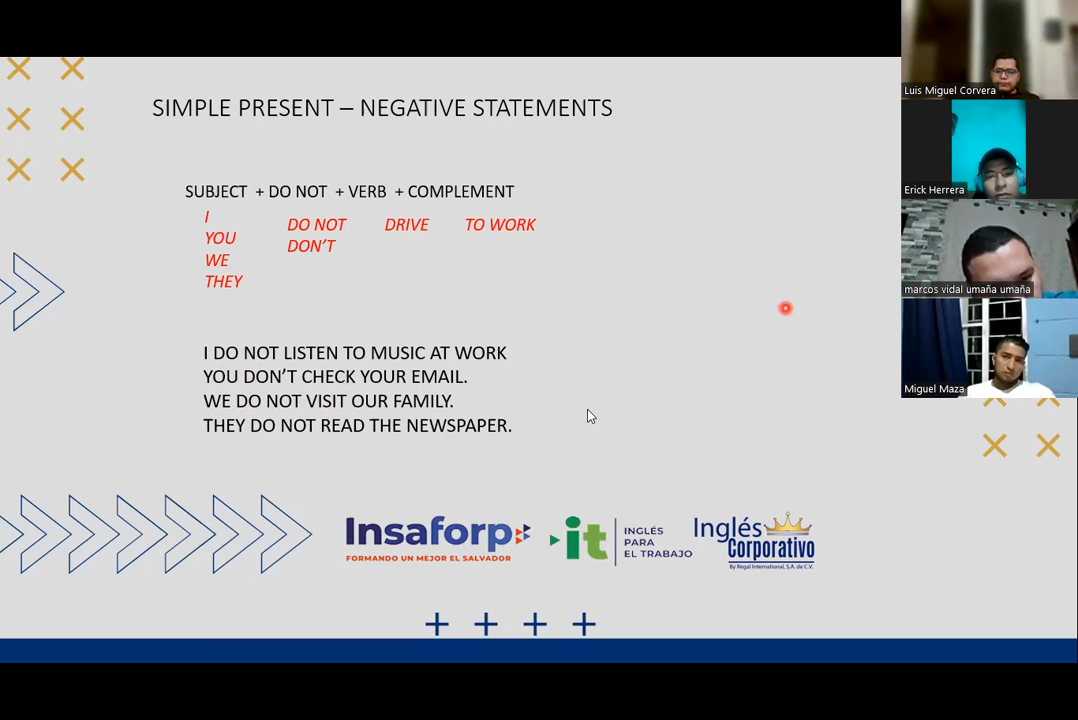 SIMPLE PRESENT – NEGATIVE STATEMENTS
SUBJECT + DO NOT + VERB + COMPLEMENT
I
YOU
WE
THEY
DO NOT
DON'T
DRIVE
TO WORK
I DO NOT LISTEN TO MUSIC AT WORK
YOU DON'T CHECK YOUR EMAIL.
WE DO NOT VISIT OUR FAMILY.
THEY DO NOT READ THE NEWSPAPER.
Insaforp
FORMANDO UN MEJOR EL SALVADOR
it
INGLÉS
PARA
EL TRABAJO
Inglés
Corporativo
By Regal International, S.A. de C.V.
Luis Miguel Corvera
Erick Herrera
marcos vidal umaña umaña
Miguel Maza